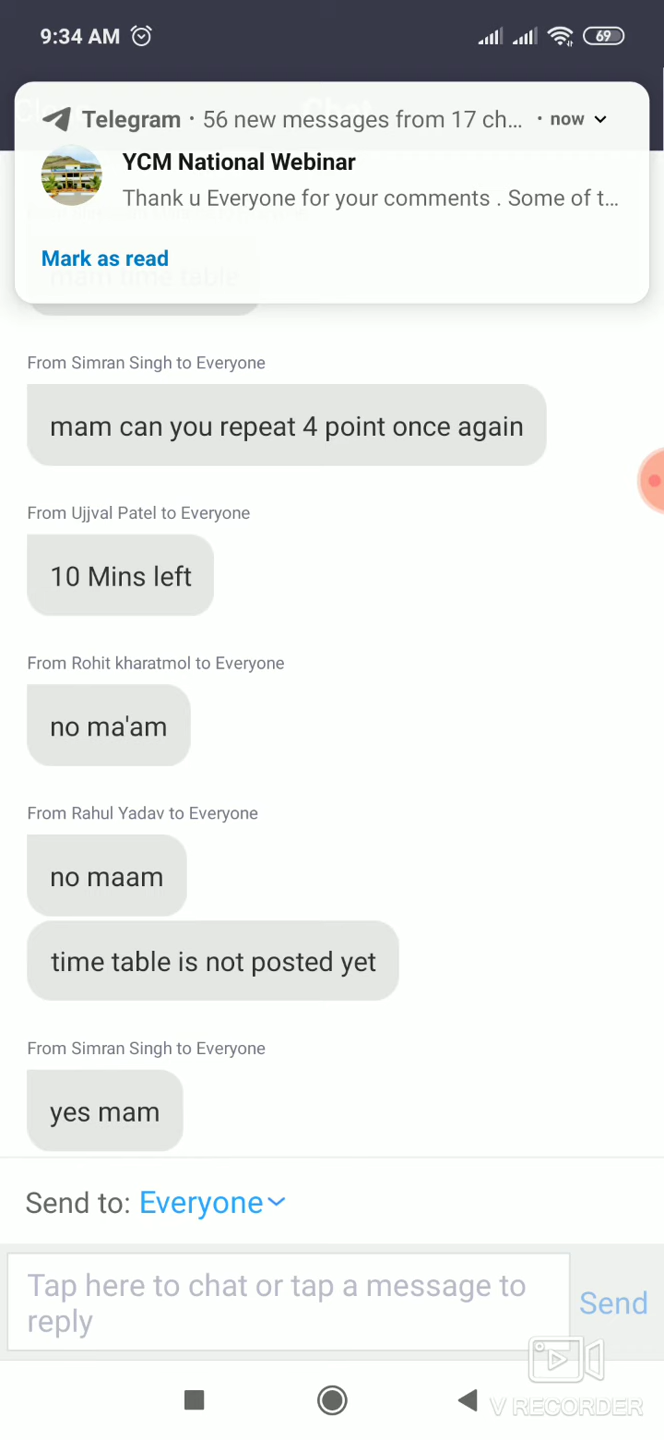 9:34 AM
69
Telegram · 56 new messages from 17 ch... · now
YCM National Webinar
Thank u Everyone for your comments . Some of t...
Mark as read
mam time table
From Simran Singh to Everyone
mam can you repeat 4 point once again
From Ujjval Patel to Everyone
10 Mins left
From Rohit kharatmol to Everyone
no ma'am
From Rahul Yadav to Everyone
no maam
time table is not posted yet
From Simran Singh to Everyone
yes mam
Send to: Everyone
Tap here to chat or tap a message to
reply
Send
V RECORDER